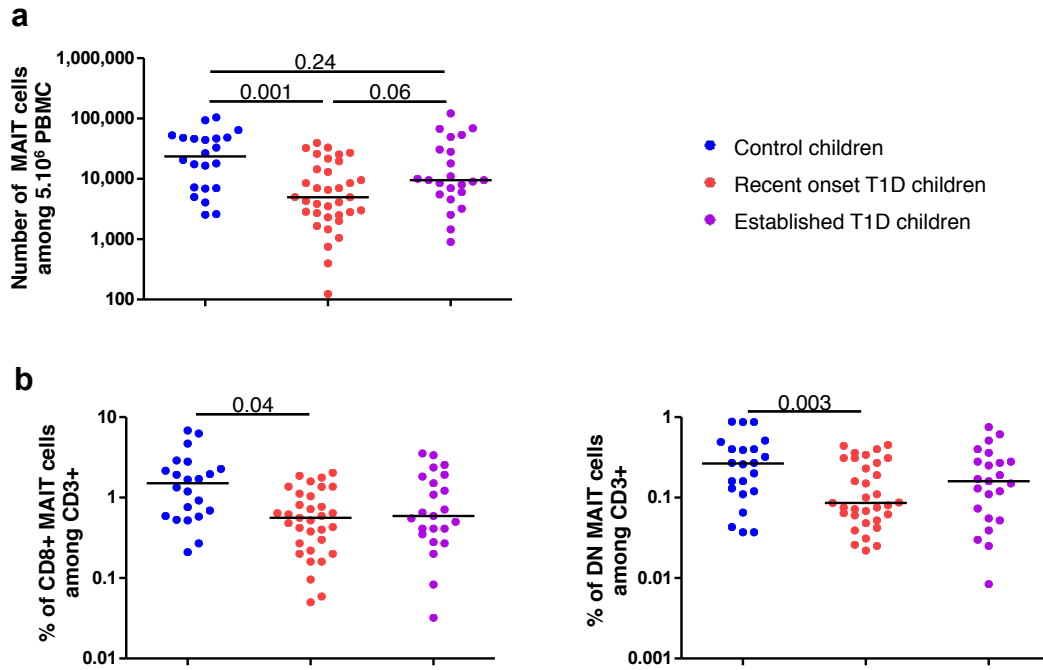 a
Number of MAIT cells
among 5.10⁶ PBMC
1,000,000
100,000
10,000
1,000
100
0.24
0.001
0.06
Control children
Recent onset T1D children
Established T1D children
b
% of CD8+ MAIT cells
among CD3+
10
1
0.1
0.01
0.04
% of DN MAIT cells
among CD3+
1
0.1
0.01
0.001
0.003